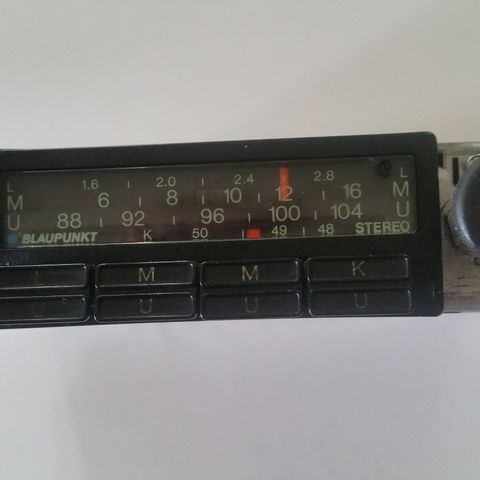 L 1.6 2.0 2.4 2.8 L
M 6 8 10 12 16 M
U 88 92 96 100 104 U
BLAUPUNKT K 50 49 48 STEREO
L M M K
U U U U